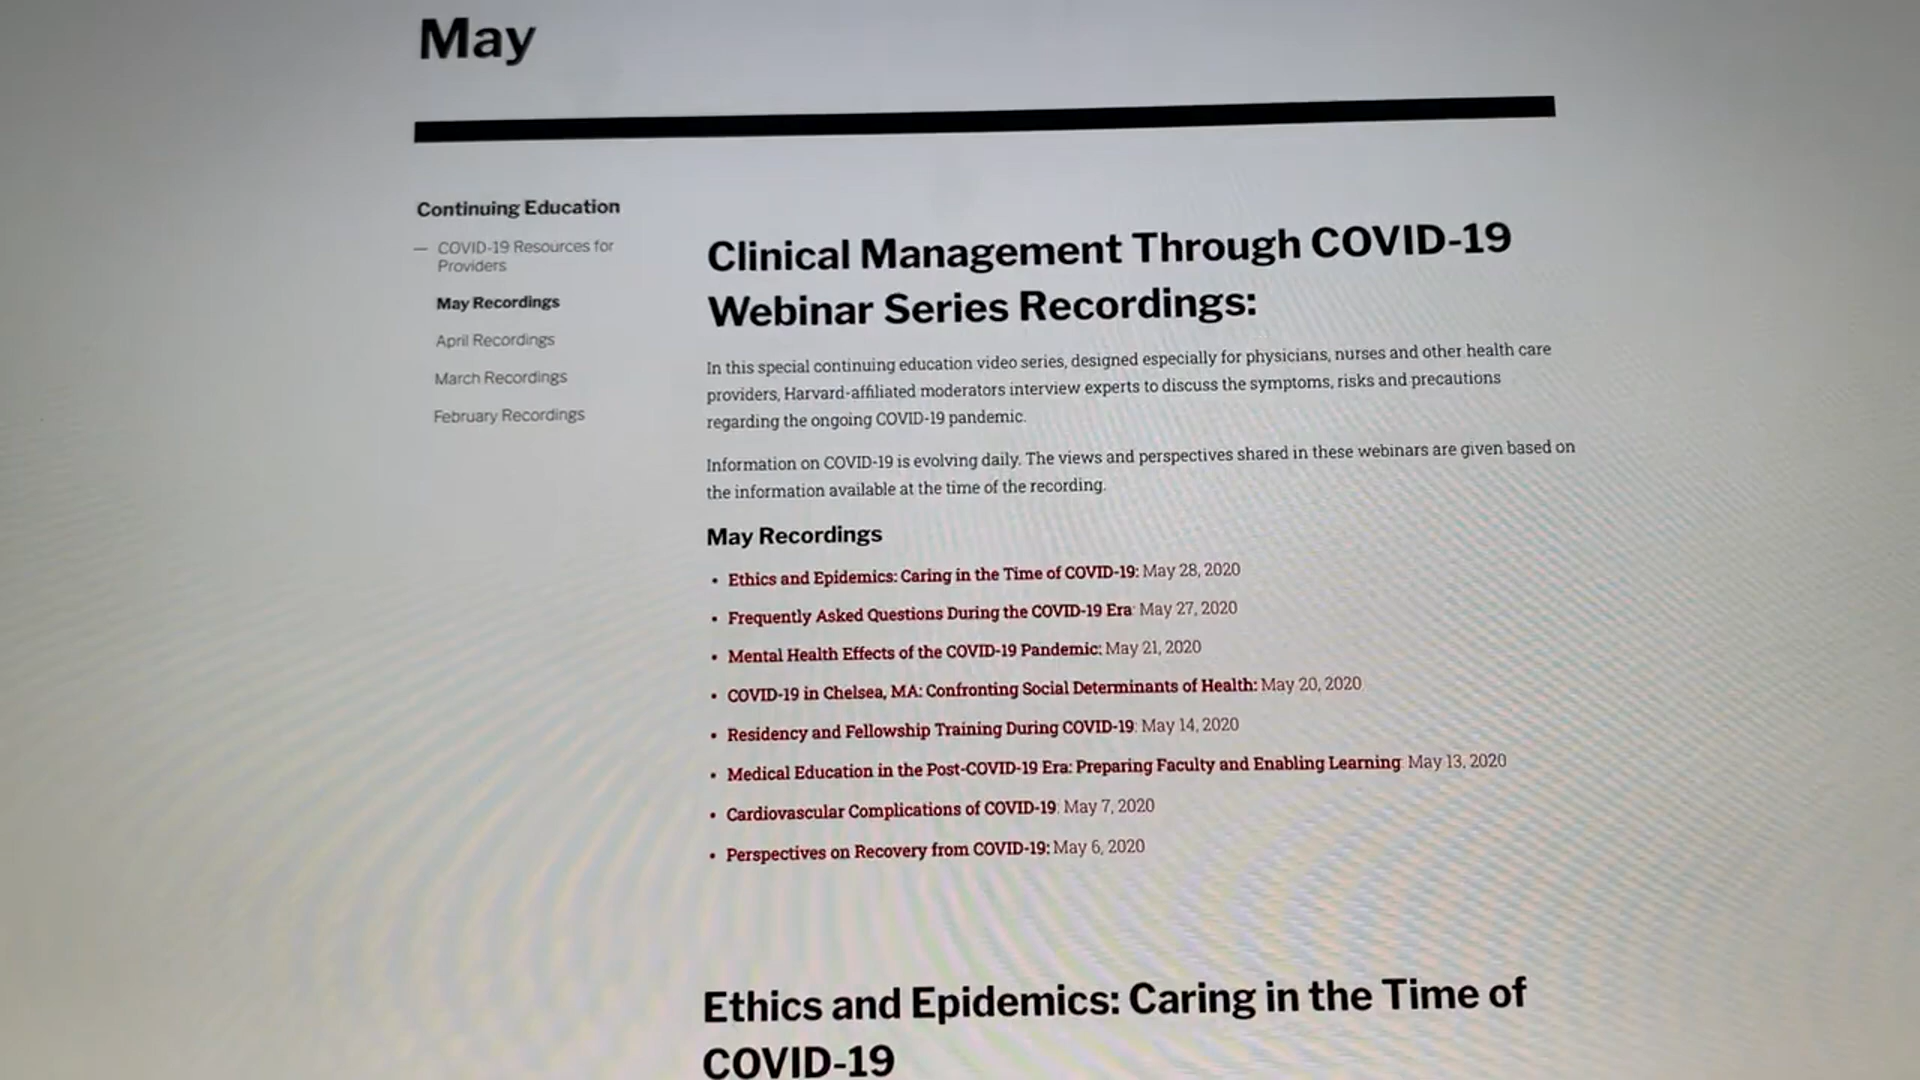 May
Continuing Education
— COVID-19 Resources for
Providers
May Recordings
April Recordings
March Recordings
February Recordings
Clinical Management Through COVID-19
Webinar Series Recordings:
In this special continuing education video series, designed especially for physicians, nurses and other health care
providers, Harvard-affiliated moderators interview experts to discuss the symptoms, risks and precautions
regarding the ongoing COVID-19 pandemic.
Information on COVID-19 is evolving daily. The views and perspectives shared in these webinars are given based on
the information available at the time of the recording.
May Recordings
• Ethics and Epidemics: Caring in the Time of COVID-19: May 28, 2020
• Frequently Asked Questions During the COVID-19 Era: May 27, 2020
• Mental Health Effects of the COVID-19 Pandemic: May 21, 2020
• COVID-19 in Chelsea, MA: Confronting Social Determinants of Health: May 20, 2020
• Residency and Fellowship Training During COVID-19: May 14, 2020
• Medical Education in the Post-COVID-19 Era: Preparing Faculty and Enabling Learning: May 13, 2020
• Cardiovascular Complications of COVID-19: May 7, 2020
• Perspectives on Recovery from COVID-19: May 6, 2020
Ethics and Epidemics: Caring in the Time of
COVID-19